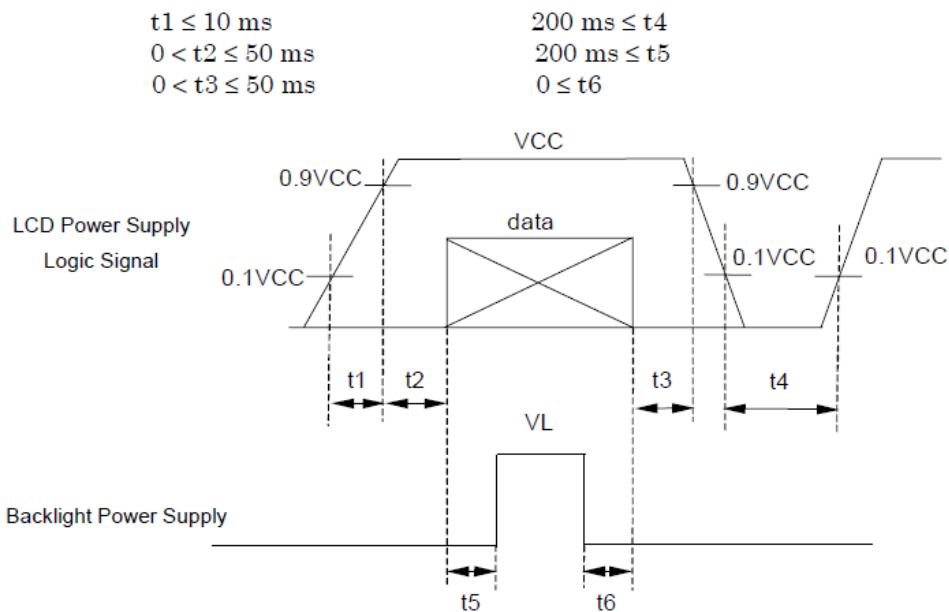 t1 ≤ 10 ms
200 ms ≤ t4
0 < t2 ≤ 50 ms
200 ms ≤ t5
0 < t3 ≤ 50 ms
0 ≤ t6
VCC
0.9VCC
0.9VCC
LCD Power Supply
Logic Signal
data
0.1VCC
0.1VCC
0.1VCC
t1
t2
t3
t4
VL
Backlight Power Supply
t5
t6